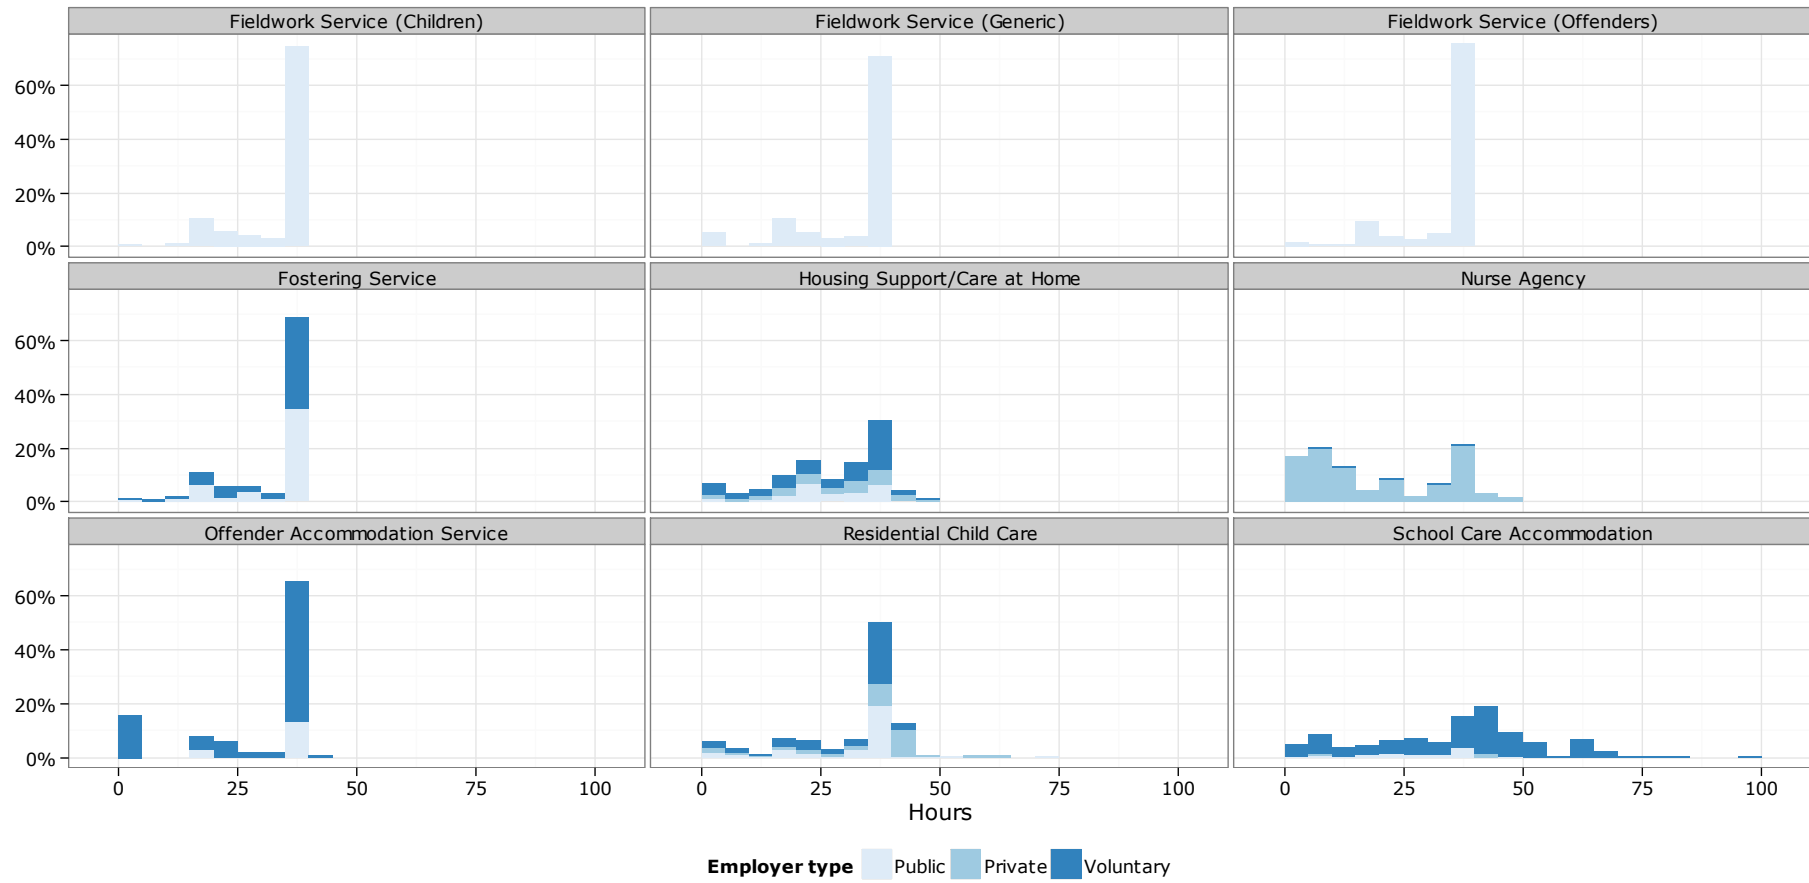 Fieldwork Service (Children) Fieldwork Service (Generic) Fieldwork Service (Offenders)
60%
40%
20%
0%
Fostering Service Housing Support/Care at Home Nurse Agency
60%
40%
20%
0%
Offender Accommodation Service Residential Child Care School Care Accommodation
60%
40%
20%
0%
0 25 50 75 100 0 25 50 75 100 0 25 50 75 100
Hours
Employer type Public Private Voluntary